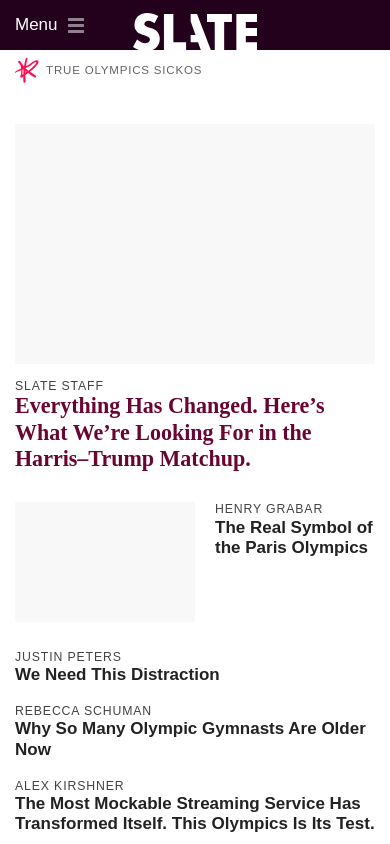 Menu
SLATE
TRUE OLYMPICS SICKOS
SLATE STAFF
Everything Has Changed. Here’s
What We’re Looking For in the
Harris–Trump Matchup.
HENRY GRABAR
The Real Symbol of
the Paris Olympics
JUSTIN PETERS
We Need This Distraction
REBECCA SCHUMAN
Why So Many Olympic Gymnasts Are Older
Now
ALEX KIRSHNER
The Most Mockable Streaming Service Has
Transformed Itself. This Olympics Is Its Test.